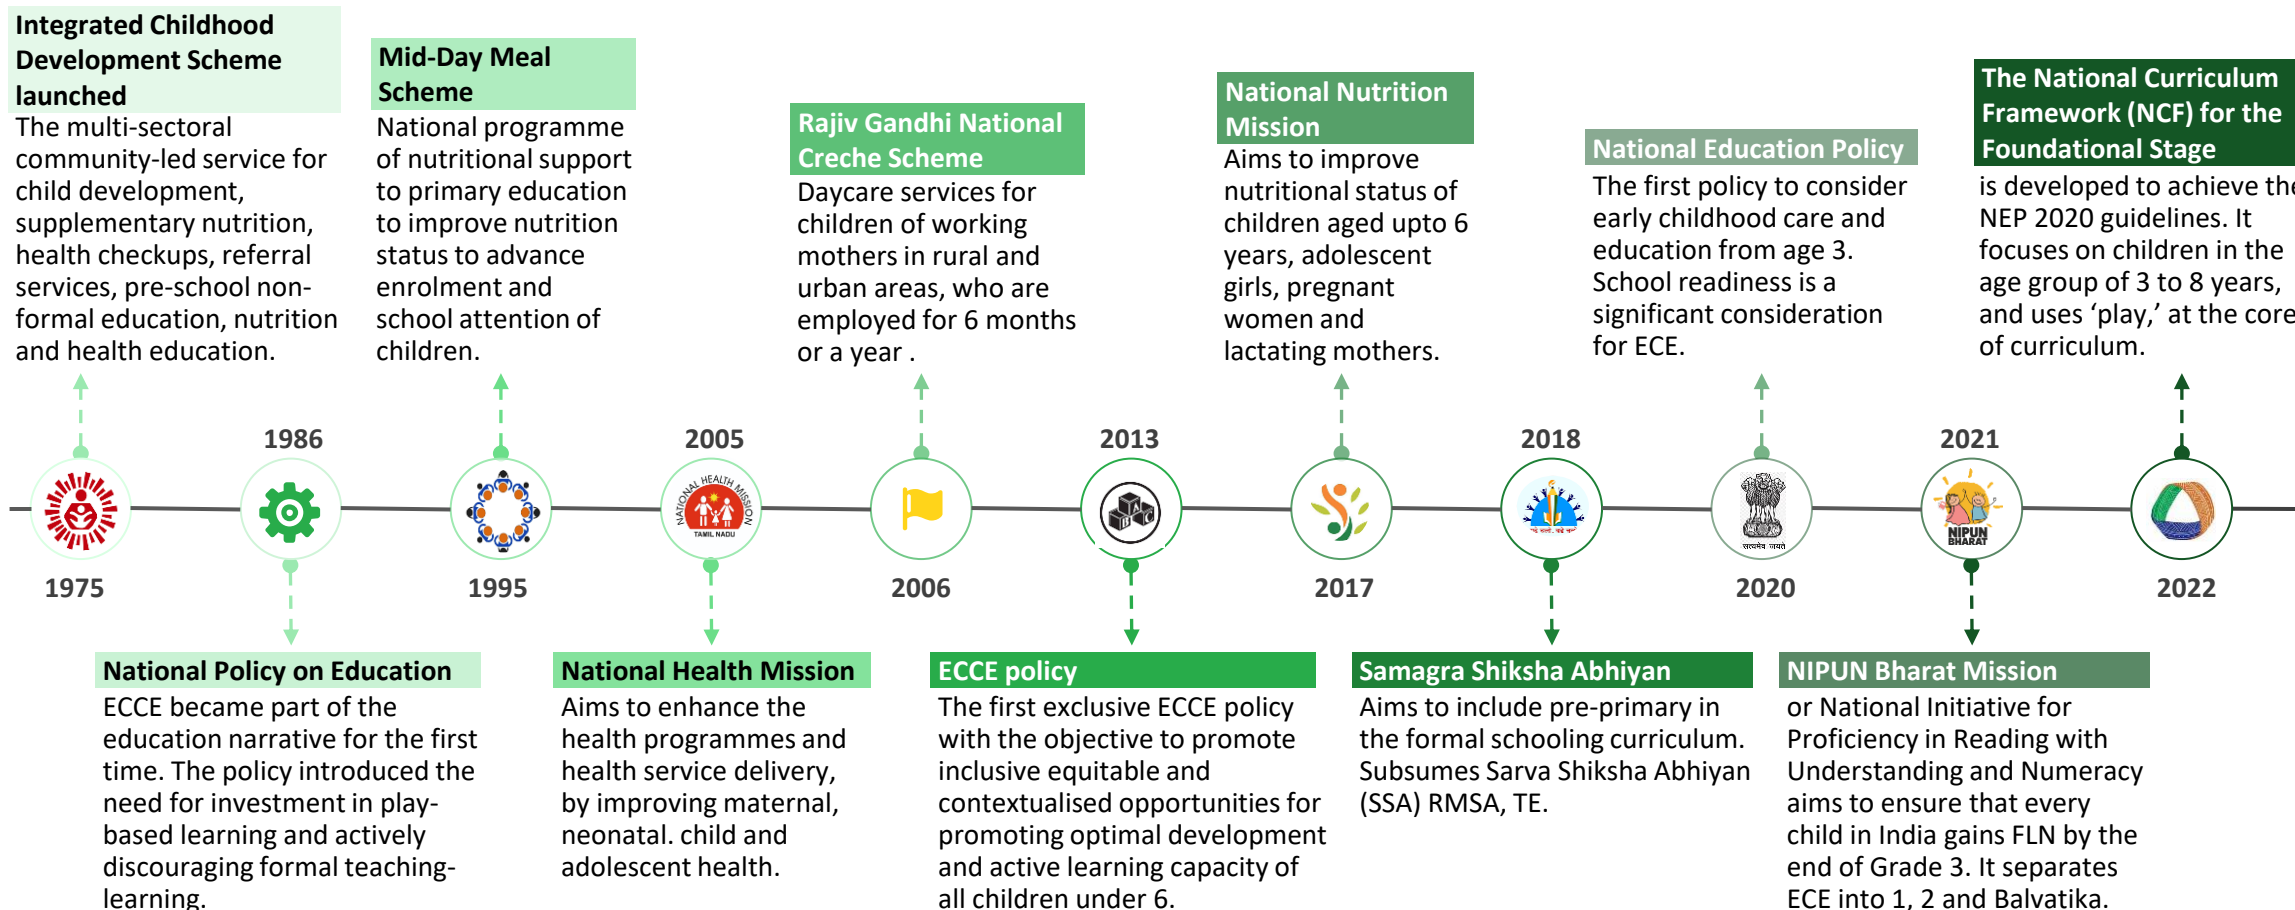 Integrated Childhood
Development Scheme
launched
The multi-sectoral
community-led service for
child development,
supplementary nutrition,
health checkups, referral
services, pre-school non-
formal education, nutrition
and health education.
Mid-Day Meal
Scheme
National programme
of nutritional support
to primary education
to improve nutrition
status to advance
enrolment and
school attention of
children.
Rajiv Gandhi National
Creche Scheme
Daycare services for
children of working
mothers in rural and
urban areas, who are
employed for 6 months
or a year .
National Nutrition
Mission
Aims to improve
nutritional status of
children aged upto 6
years, adolescent
girls, pregnant
women and
lactating mothers.
National Education Policy
The first policy to consider
early childhood care and
education from age 3.
School readiness is a
significant consideration
for ECE.
The National Curriculum
Framework (NCF) for the
Foundational Stage
is developed to achieve the
NEP 2020 guidelines. It
focuses on children in the
age group of 3 to 8 years,
and uses ‘play,’ at the core
of curriculum.
1986
2005
2013
2018
2021
NATIONAL HEALTH MISSION
TAMIL NADU
A B C
सत्यमेव जयते
NIPUN
BHARAT
1975
1995
2006
2017
2020
2022
National Policy on Education
ECCE became part of the
education narrative for the first
time. The policy introduced the
need for investment in play-
based learning and actively
discouraging formal teaching-
learning.
National Health Mission
Aims to enhance the
health programmes and
health service delivery,
by improving maternal,
neonatal. child and
adolescent health.
ECCE policy
The first exclusive ECCE policy
with the objective to promote
inclusive equitable and
contextualised opportunities for
promoting optimal development
and active learning capacity of
all children under 6.
Samagra Shiksha Abhiyan
Aims to include pre-primary in
the formal schooling curriculum.
Subsumes Sarva Shiksha Abhiyan
(SSA) RMSA, TE.
NIPUN Bharat Mission
or National Initiative for
Proficiency in Reading with
Understanding and Numeracy
aims to ensure that every
child in India gains FLN by the
end of Grade 3. It separates
ECE into 1, 2 and Balvatika.